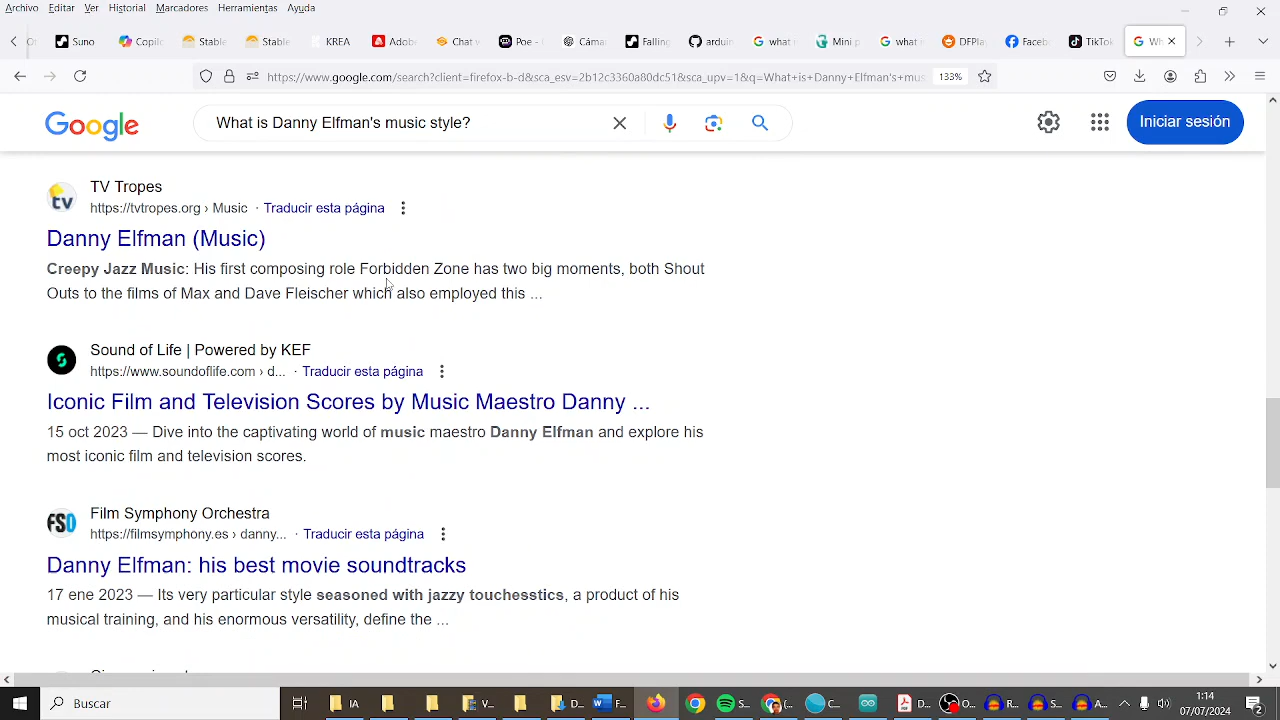 Archivo Editar Ver Historial Marcadores Herramientas Ayuda
Suno Copilo Stable Stable KREA Adobe Chat v Poe - Cámar Falling arduin what Mini p what DFPlay Faceb TikTok Wh
https://www.google.com/search?client=firefox-b-d&sca_esv=2b12c3360a80dc51&sca_upv=1&q=What+is+Danny+Elfman's+mus 133%
Google What is Danny Elfman's music style? Iniciar sesión
TV Tropes
https://tvtropes.org › Music · Traducir esta página
Danny Elfman (Music)
Creepy Jazz Music: His first composing role Forbidden Zone has two big moments, both Shout
Outs to the films of Max and Dave Fleischer which also employed this ...
Sound of Life | Powered by KEF
https://www.soundoflife.com › d... · Traducir esta página
Iconic Film and Television Scores by Music Maestro Danny ...
15 oct 2023 — Dive into the captivating world of music maestro Danny Elfman and explore his
most iconic film and television scores.
FSO Film Symphony Orchestra
https://filmsymphony.es › danny... · Traducir esta página
Danny Elfman: his best movie soundtracks
17 ene 2023 — Its very particular style seasoned with jazzy touchesstics, a product of his
musical training, and his enormous versatility, define the ...
Buscar IA V... D... F... S... (... C... D... O... R... S... A... 1:14
07/07/2024 2